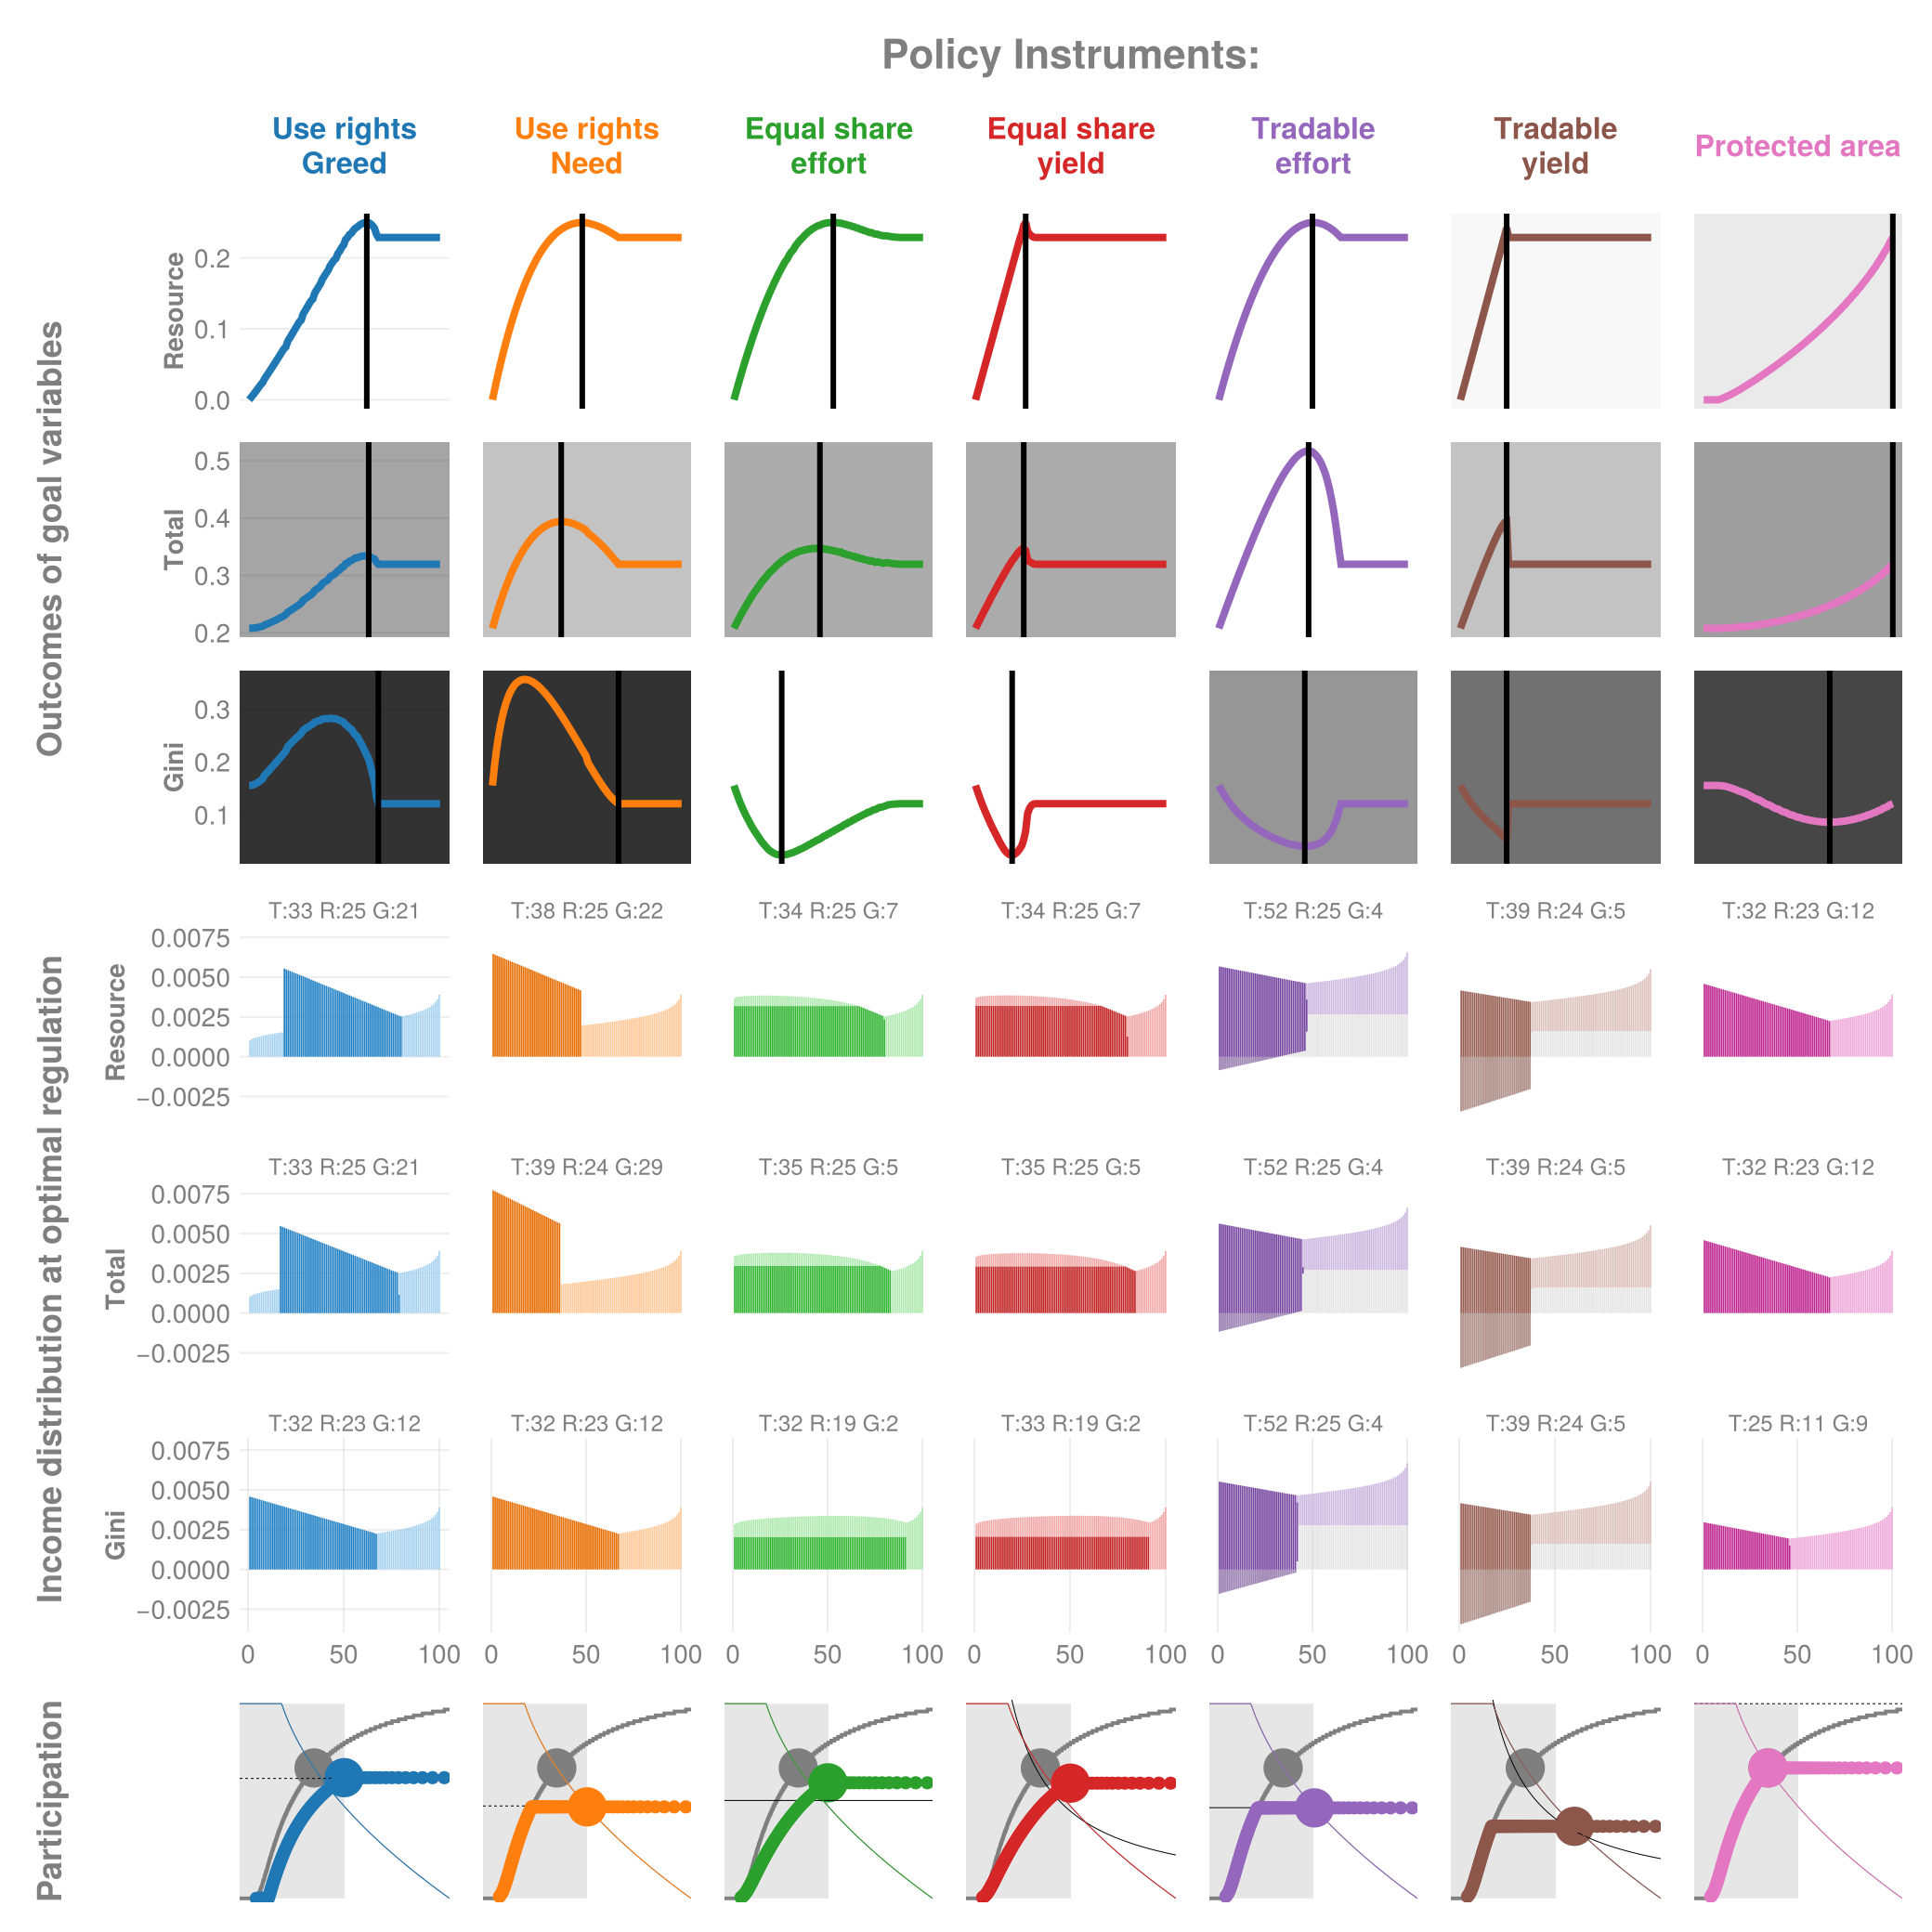 Policy Instruments:
Use rights
Greed
Use rights
Need
Equal share
effort
Equal share
yield
Tradable
effort
Tradable
yield
Protected area
Outcomes of goal variables
Resource
0.2
0.1
0.0
Total
0.5
0.4
0.3
0.2
Gini
0.3
0.2
0.1
Income distribution at optimal regulation
T:33 R:25 G:21
T:38 R:25 G:22
T:34 R:25 G:7
T:34 R:25 G:7
T:52 R:25 G:4
T:39 R:24 G:5
T:32 R:23 G:12
Resource
0.0075
0.0050
0.0025
0.0000
−0.0025
T:33 R:25 G:21
T:39 R:24 G:29
T:35 R:25 G:5
T:35 R:25 G:5
T:52 R:25 G:4
T:39 R:24 G:5
T:32 R:23 G:12
Total
0.0075
0.0050
0.0025
0.0000
−0.0025
T:32 R:23 G:12
T:32 R:23 G:12
T:32 R:19 G:2
T:33 R:19 G:2
T:52 R:25 G:4
T:39 R:24 G:5
T:25 R:11 G:9
Gini
0.0075
0.0050
0.0025
0.0000
−0.0025
0 50 100
0 50 100
0 50 100
0 50 100
0 50 100
0 50 100
0 50 100
Participation